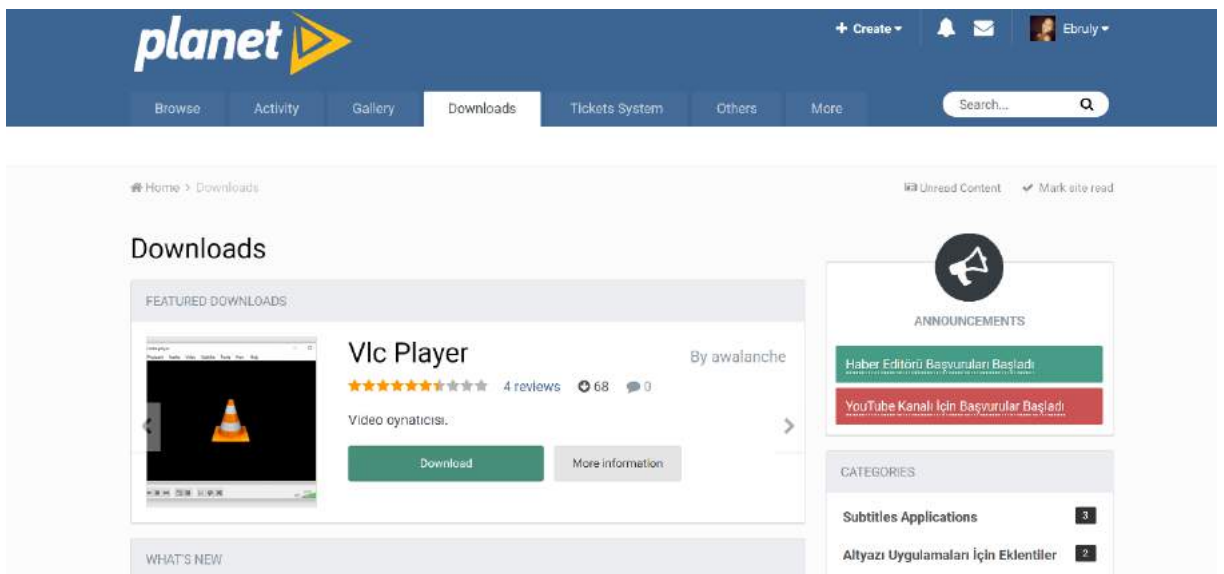 planet
Create
Ebruly
Browse Activity Gallery Downloads Tickets System Others More
Search...
Home > Downloads
Unread Content
Mark site read
Downloads
FEATURED DOWNLOADS
Vlc Player
By awalanche
4 reviews 68 0
Video oynatıcısı.
Download
More information
WHAT'S NEW
ANNOUNCEMENTS
Haber Editörü Başvuruları Başladı
YouTube Kanalı İçin Başvurular Başladı
CATEGORIES
Subtitles Applications 3
Altyazı Uygulamaları İçin Eklentiler 2